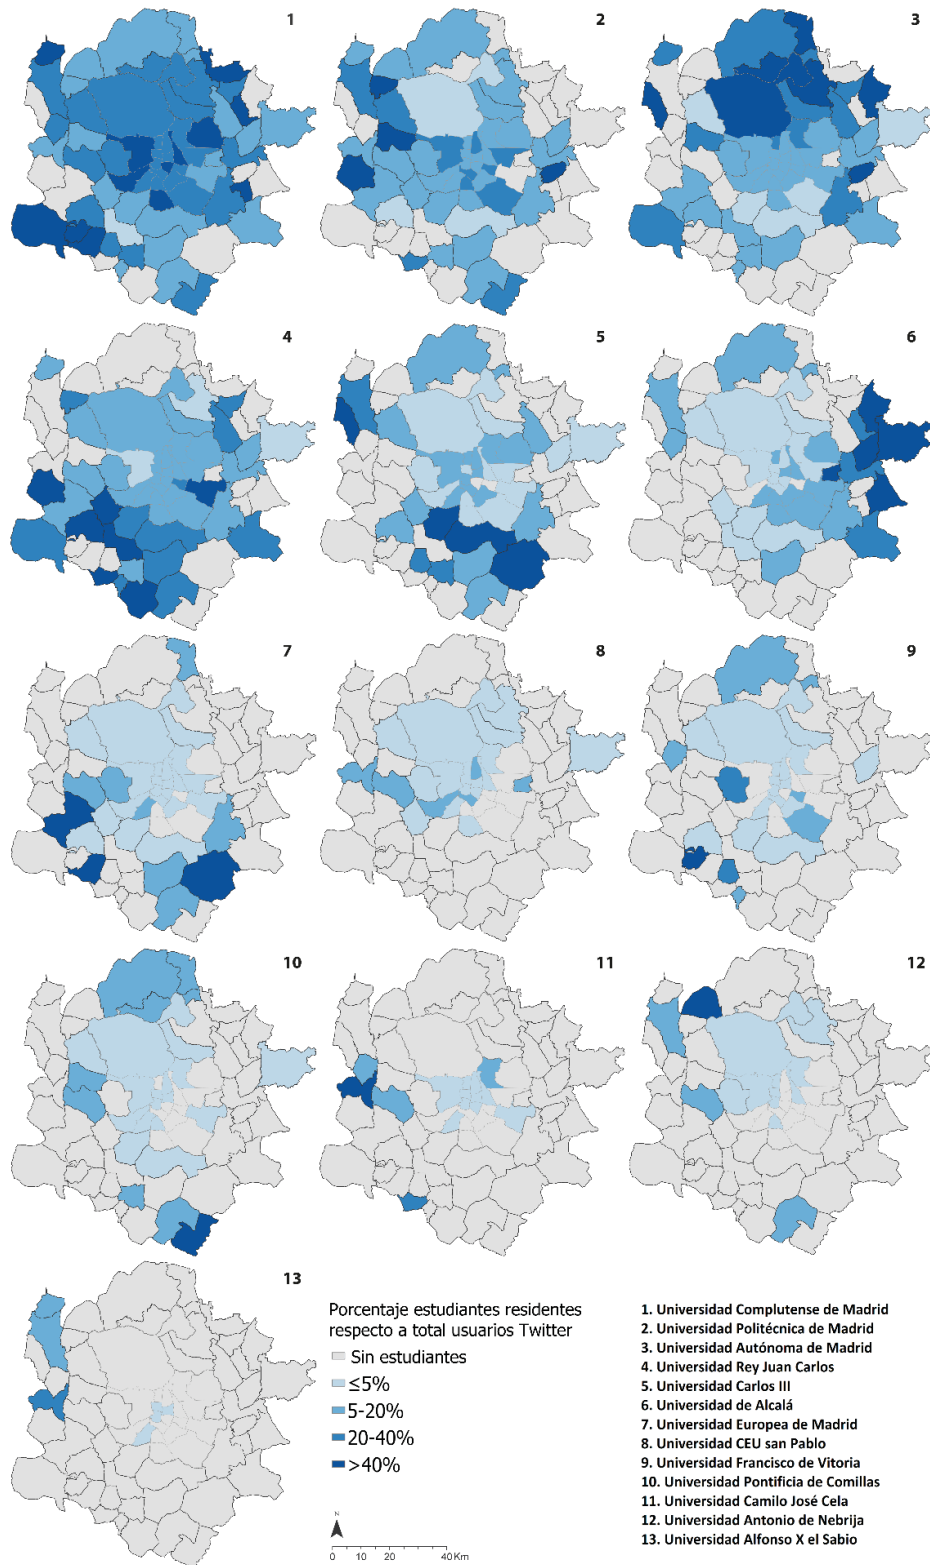 1
2
3
4
5
6
7
8
9
10
11
12
13
Porcentaje estudiantes residentes
respecto a total usuarios Twitter
Sin estudiantes
≤5%
5-20%
20-40%
>40%
N
0 10 20 40 Km
1. Universidad Complutense de Madrid
2. Universidad Politécnica de Madrid
3. Universidad Autónoma de Madrid
4. Universidad Rey Juan Carlos
5. Universidad Carlos III
6. Universidad de Alcalá
7. Universidad Europea de Madrid
8. Universidad CEU san Pablo
9. Universidad Francisco de Vitoria
10. Universidad Pontificia de Comillas
11. Universidad Camilo José Cela
12. Universidad Antonio de Nebrija
13. Universidad Alfonso X el Sabio